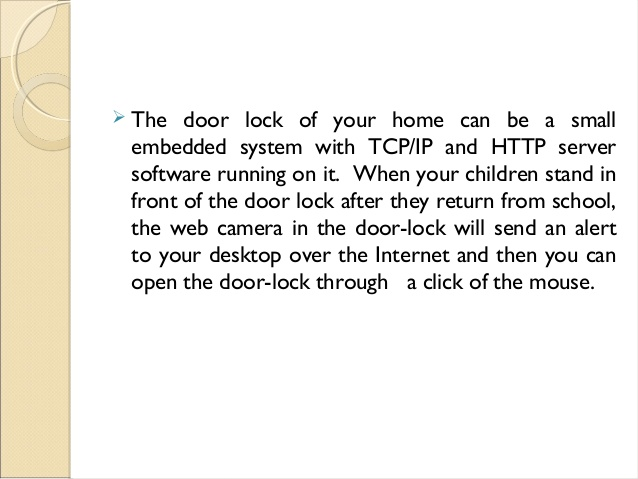 The door lock of your home can be a small
embedded system with TCP/IP and HTTP server
software running on it.  When your children stand in
front of the door lock after they return from school,
the web camera in the door-lock will send an alert
to your desktop over the Internet and then you can
open the door-lock through   a click of the mouse.